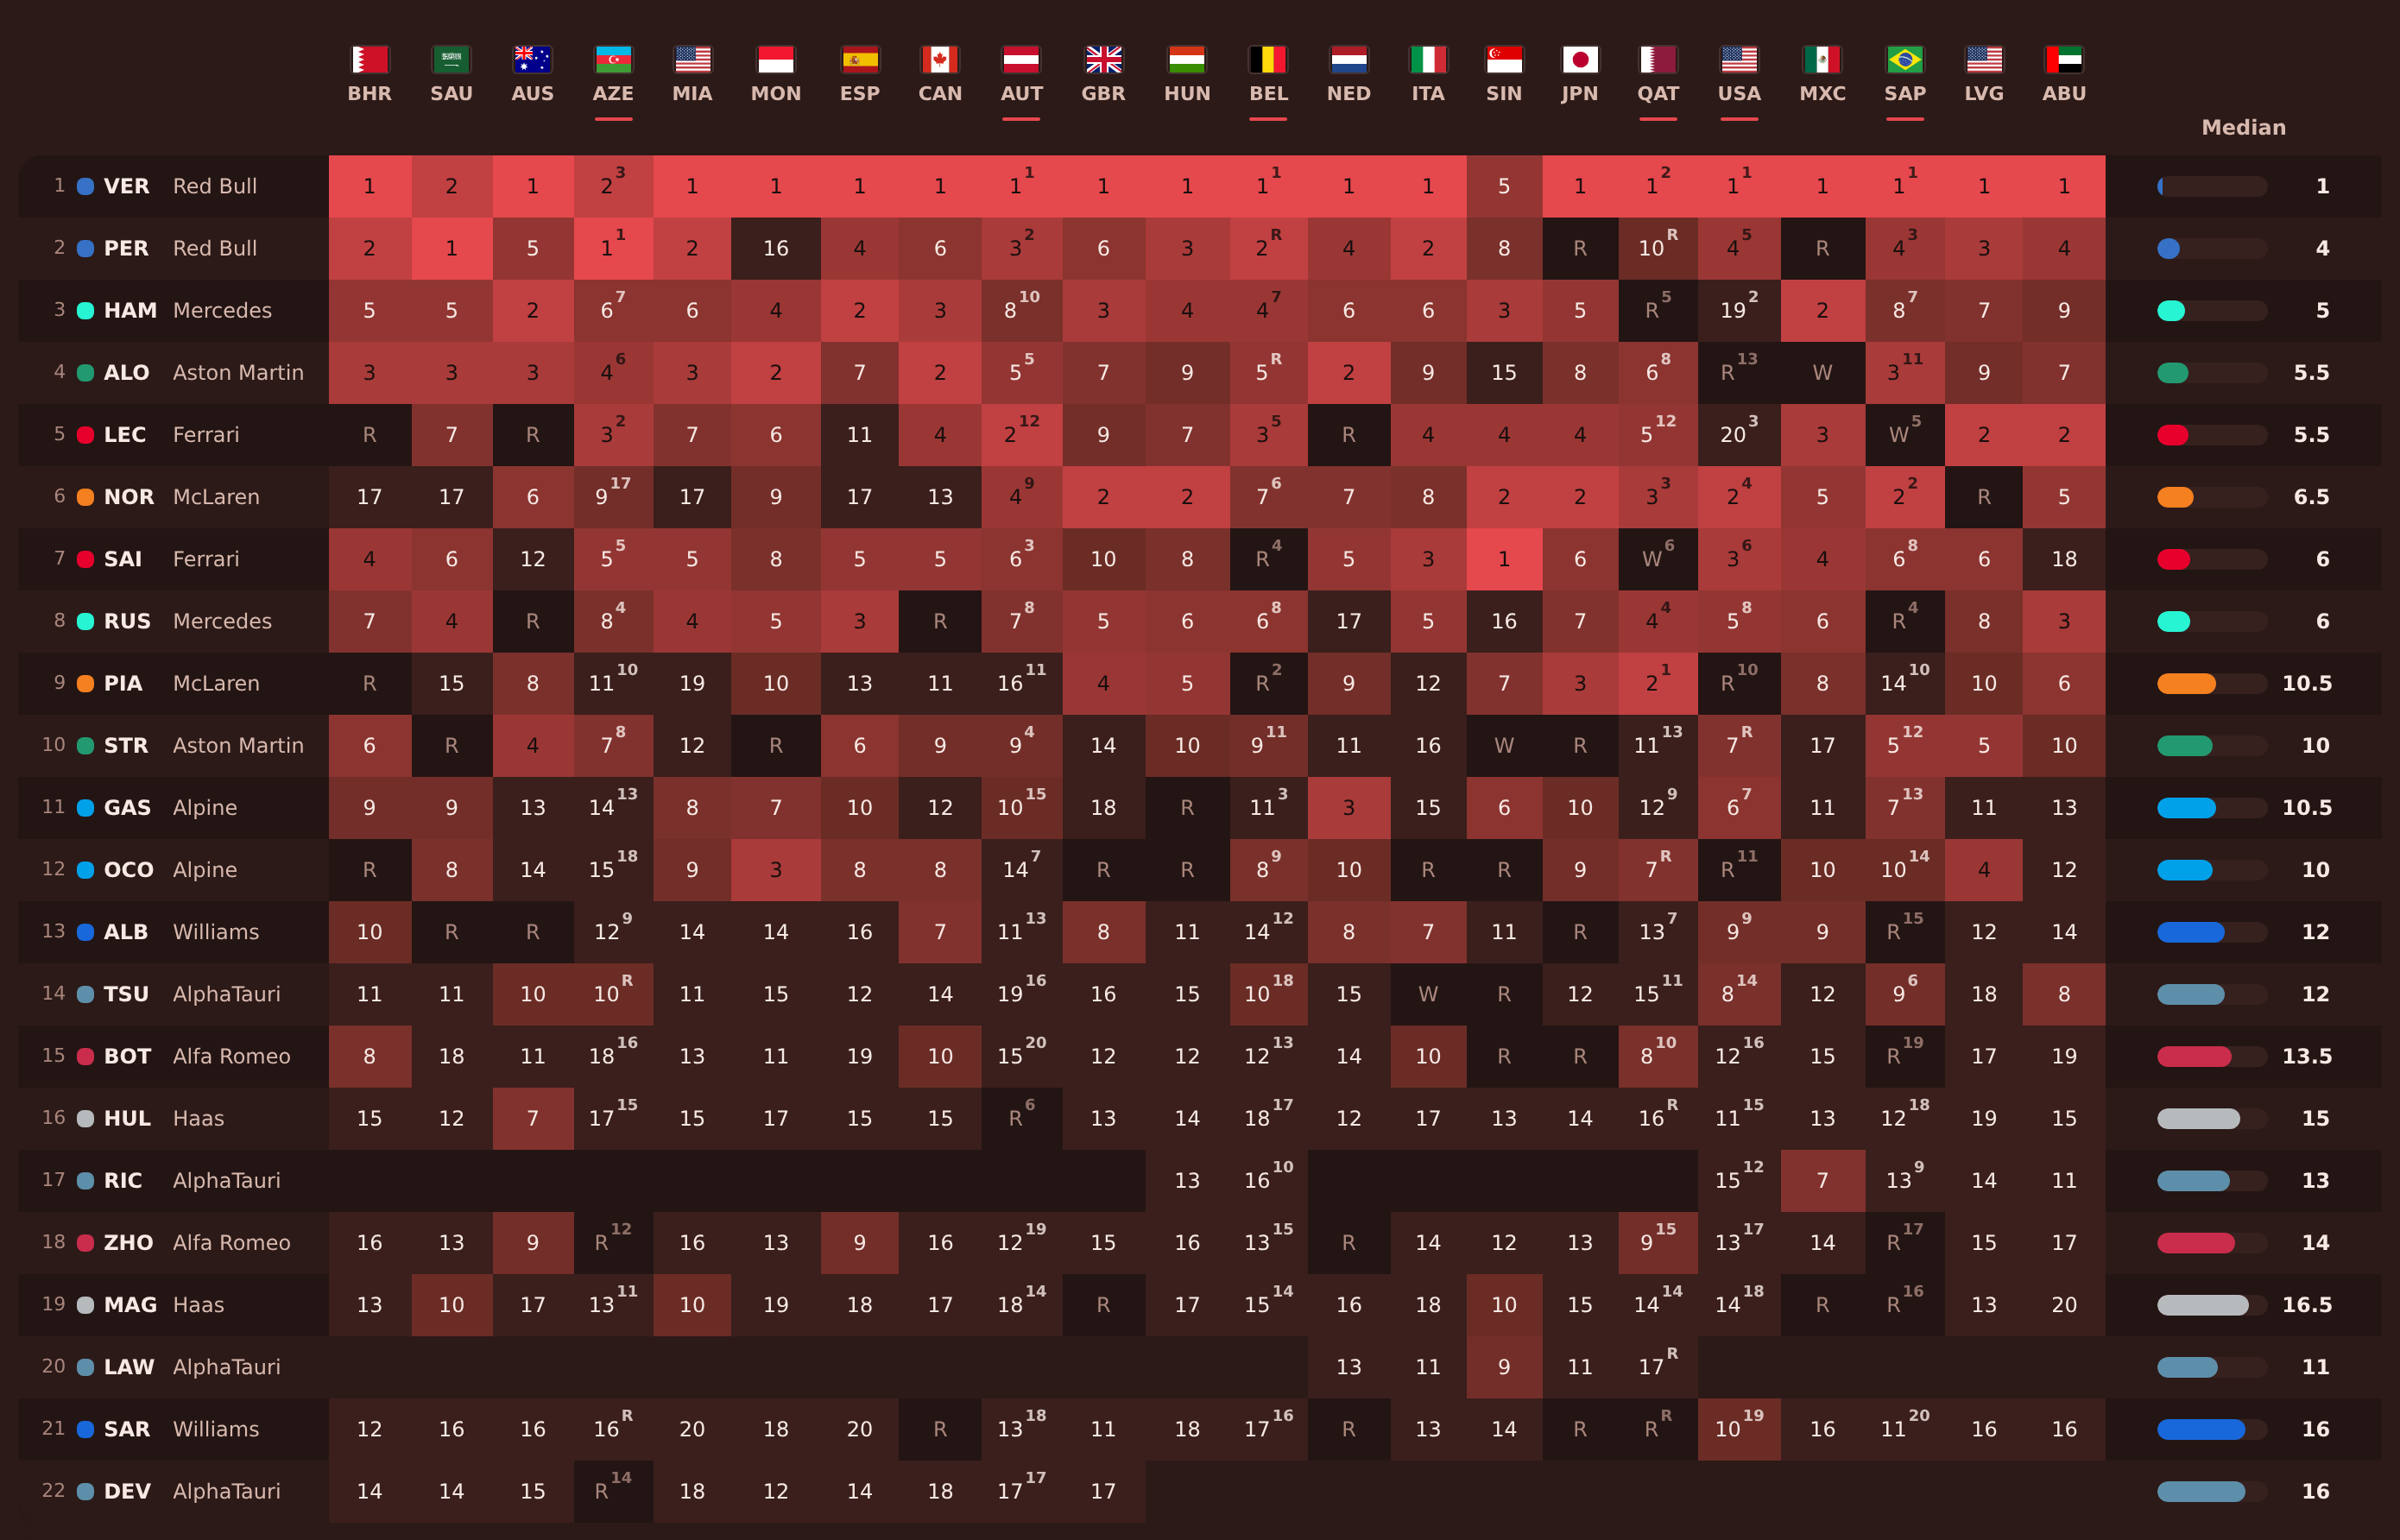 BHR SAU AUS AZE MIA MON ESP CAN AUT GBR HUN BEL NED ITA SIN JPN QAT USA MXC SAP LVG ABU
Median
1 VER Red Bull 1 2 1 2 3 1 1 1 1 1 1 1 1 1 1 1 1 5 1 1 2 1 1 1 1 1 1 1 1
2 PER Red Bull 2 1 5 1 1 2 16 4 6 3 2 6 3 2 R 4 2 8 R 10 R 4 5 R 4 3 3 4 4
3 HAM Mercedes 5 5 2 6 7 6 4 2 3 8 10 3 4 4 7 6 6 3 5 R 5 19 2 2 8 7 7 9 5
4 ALO Aston Martin 3 3 3 4 6 3 2 7 2 5 5 7 9 5 R 2 9 15 8 6 8 R 13 W 3 11 9 7 5.5
5 LEC Ferrari R 7 R 3 2 7 6 11 4 2 12 9 7 3 5 R 4 4 4 5 12 20 3 3 W 5 2 2 5.5
6 NOR McLaren 17 17 6 9 17 17 9 17 13 4 9 2 2 7 6 7 8 2 2 3 3 2 4 5 2 2 R 5 6.5
7 SAI Ferrari 4 6 12 5 5 5 8 5 5 6 3 10 8 R 4 5 3 1 6 W 6 3 6 4 6 8 6 18 6
8 RUS Mercedes 7 4 R 8 4 4 5 3 R 7 8 5 6 6 8 17 5 16 7 4 4 5 8 6 R 4 8 3 6
9 PIA McLaren R 15 8 11 10 19 10 13 11 16 11 4 5 R 2 9 12 7 3 2 1 R 10 8 14 10 10 6 10.5
10 STR Aston Martin 6 R 4 7 8 12 R 6 9 9 4 14 10 9 11 11 16 W R 11 13 7 R 17 5 12 5 10 10
11 GAS Alpine 9 9 13 14 13 8 7 10 12 10 15 18 R 11 3 3 15 6 10 12 9 6 7 11 7 13 11 13 10.5
12 OCO Alpine R 8 14 15 18 9 3 8 8 14 7 R R 8 9 10 R R 9 7 R R 11 10 10 14 4 12 10
13 ALB Williams 10 R R 12 9 14 14 16 7 11 13 8 11 14 12 8 7 11 R 13 7 9 9 9 R 15 12 14 12
14 TSU AlphaTauri 11 11 10 10 R 11 15 12 14 19 16 16 15 10 18 15 W R 12 15 11 8 14 12 9 6 18 8 12
15 BOT Alfa Romeo 8 18 11 18 16 13 11 19 10 15 20 12 12 12 13 14 10 R R 8 10 12 16 15 R 19 17 19 13.5
16 HUL Haas 15 12 7 17 15 15 17 15 15 R 6 13 14 18 17 12 17 13 14 16 R 11 15 13 12 18 19 15 15
17 RIC AlphaTauri 13 16 10 15 12 7 13 9 14 11 13
18 ZHO Alfa Romeo 16 13 9 R 12 16 13 9 16 12 19 15 16 13 15 R 14 12 13 9 15 13 17 14 R 17 15 17 14
19 MAG Haas 13 10 17 13 11 10 19 18 17 18 14 R 17 15 14 16 18 10 15 14 14 14 18 R R 16 13 20 16.5
20 LAW AlphaTauri 13 11 9 11 17 R 11
21 SAR Williams 12 16 16 16 R 20 18 20 R 13 18 11 18 17 16 R 13 14 R R R 10 19 16 11 20 16 16 16
22 DEV AlphaTauri 14 14 15 R 14 18 12 14 18 17 17 17 16